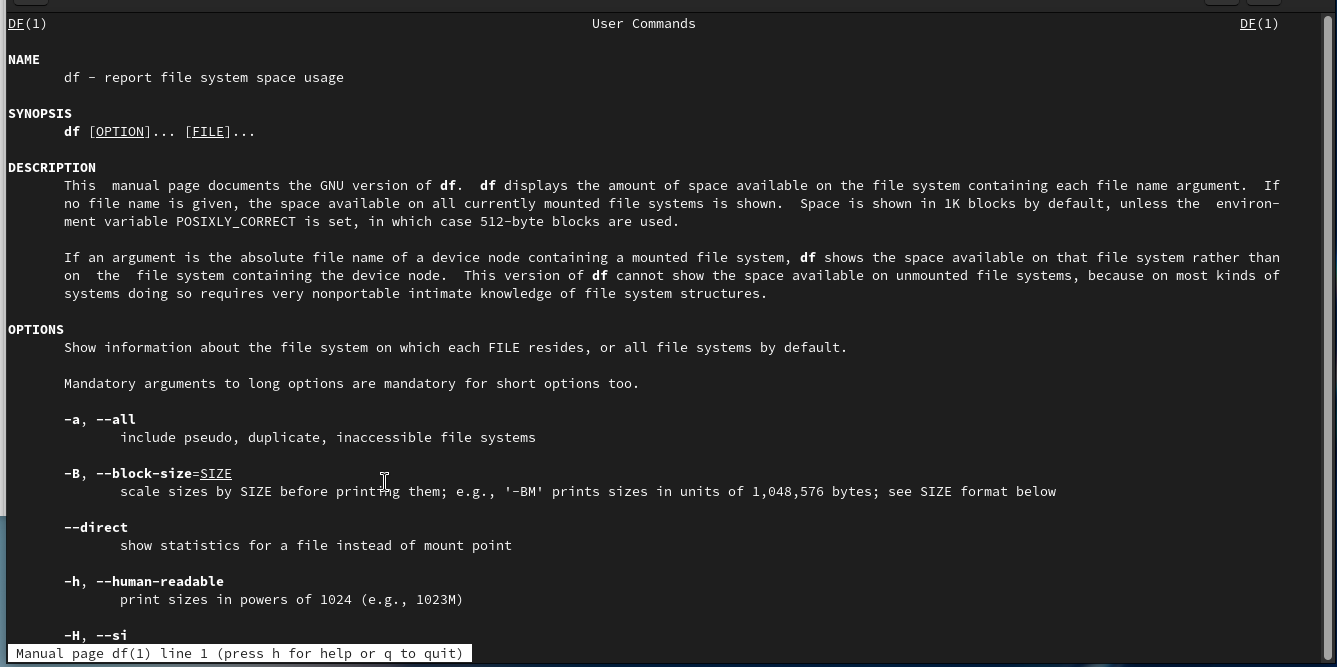 DF(1) User Commands DF(1)
NAME
df - report file system space usage
SYNOPSIS
df [OPTION]... [FILE]...
DESCRIPTION
This manual page documents the GNU version of df. df displays the amount of space available on the file system containing each file name argument. If
no file name is given, the space available on all currently mounted file systems is shown. Space is shown in 1K blocks by default, unless the environ-
ment variable POSIXLY_CORRECT is set, in which case 512-byte blocks are used.
If an argument is the absolute file name of a device node containing a mounted file system, df shows the space available on that file system rather than
on the file system containing the device node. This version of df cannot show the space available on unmounted file systems, because on most kinds of
systems doing so requires very nonportable intimate knowledge of file system structures.
OPTIONS
Show information about the file system on which each FILE resides, or all file systems by default.
Mandatory arguments to long options are mandatory for short options too.
-a, --all
include pseudo, duplicate, inaccessible file systems
-B, --block-size=SIZE
scale sizes by SIZE before printing them; e.g., '-BM' prints sizes in units of 1,048,576 bytes; see SIZE format below
--direct
show statistics for a file instead of mount point
-h, --human-readable
print sizes in powers of 1024 (e.g., 1023M)
-H, --si
Manual page df(1) line 1 (press h for help or q to quit)